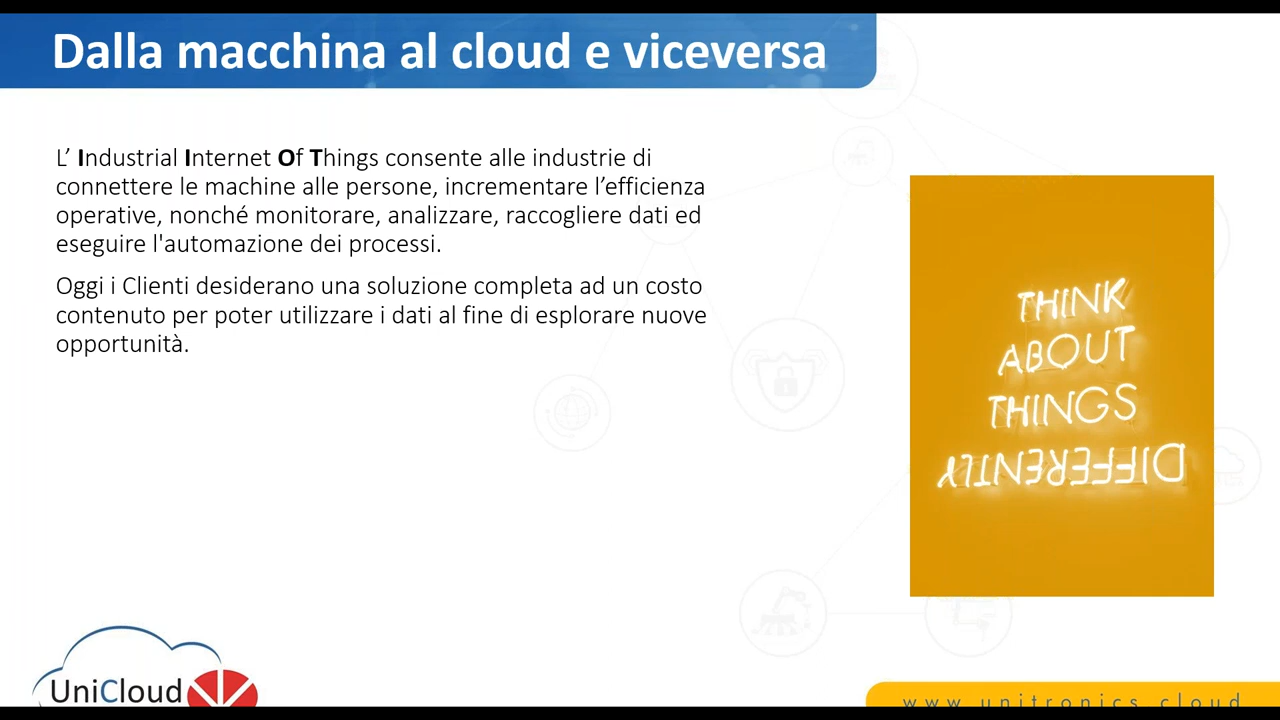 Dalla macchina al cloud e viceversa
L’ Industrial Internet Of Things consente alle industrie di
connettere le machine alle persone, incrementare l’efficienza
operative, nonché monitorare, analizzare, raccogliere dati ed
eseguire l'automazione dei processi.
Oggi i Clienti desiderano una soluzione completa ad un costo
contenuto per poter utilizzare i dati al fine di esplorare nuove
opportunità.
THINK
ABOUT
THINGS
DIFFERENTLY
UniCloud
www.unitronics.cloud